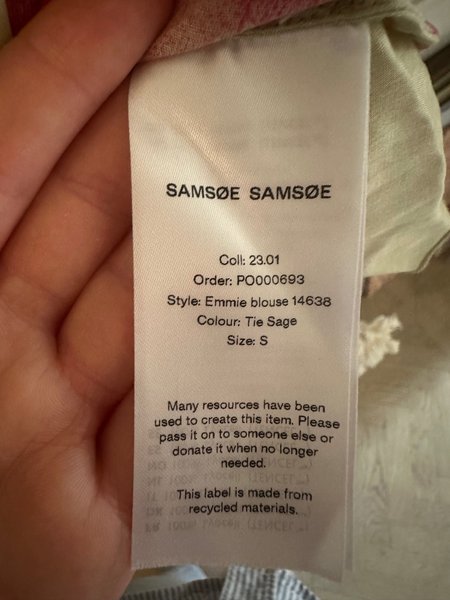 SAMSØE SAMSØE
Coll: 23.01
Order: PO000693
Style: Emmie blouse 14638
Colour: Tie Sage
Size: S
Many resources have been
used to create this item. Please
pass it on to someone else or
donate it when no longer
needed.
This label is made from
recycled materials.